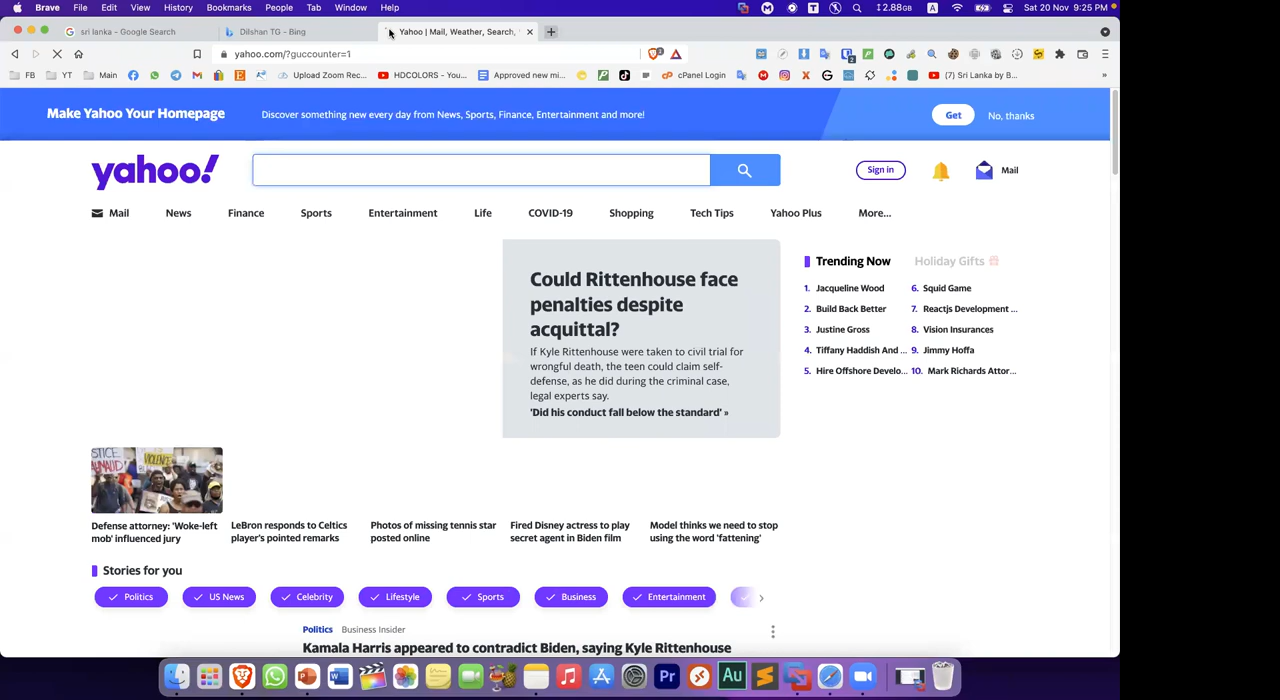 Brave File Edit View History Bookmarks People Tab Window Help 2.88GB A Sat 20 Nov 9:25 PM
sri lanka - Google Search Dilshan TG - Bing Yahoo | Mail, Weather, Search,
yahoo.com/?guccounter=1
FB YT Main Upload Zoom Rec... HDCOLORS - You... Approved new mi... cPanel Login (7) Sri Lanka by B...
Make Yahoo Your Homepage Discover something new every day from News, Sports, Finance, Entertainment and more! Get No, thanks
yahoo! Sign in Mail
Mail News Finance Sports Entertainment Life COVID-19 Shopping Tech Tips Yahoo Plus More...
Could Rittenhouse face
penalties despite
acquittal?
If Kyle Rittenhouse were taken to civil trial for
wrongful death, the teen could claim self-
defense, as he did during the criminal case,
legal experts say.
'Did his conduct fall below the standard' »
Trending Now Holiday Gifts
1. Jacqueline Wood 6. Squid Game
2. Build Back Better 7. Reactjs Development ...
3. Justine Gross 8. Vision Insurances
4. Tiffany Haddish And ... 9. Jimmy Hoffa
5. Hire Offshore Develo... 10. Mark Richards Attor...
Defense attorney: 'Woke-left
mob' influenced jury
LeBron responds to Celtics
player's pointed remarks
Photos of missing tennis star
posted online
Fired Disney actress to play
secret agent in Biden film
Model thinks we need to stop
using the word 'fattening'
Stories for you
Politics US News Celebrity Lifestyle Sports Business Entertainment
Politics Business Insider
Kamala Harris appeared to contradict Biden, saying Kyle Rittenhouse
Pr Au